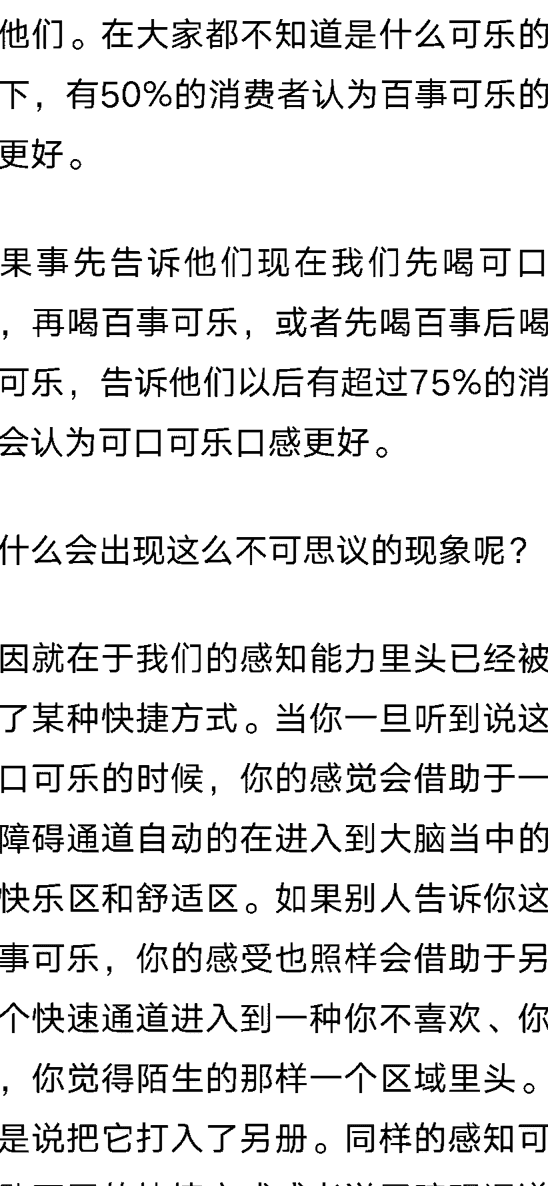 他们。在大家都不知道是什么可乐的
下，有50%的消费者认为百事可乐的
更好。
果事先告诉他们现在我们先喝可口
，再喝百事可乐，或者先喝百事后喝
可乐，告诉他们以后有超过75%的消
会认为可口可乐口感更好。
什么会出现这么不可思议的现象呢？
因就在于我们的感知能力里头已经被
了某种快捷方式。当你一旦听到说这
口可乐的时候，你的感觉会借助于一
障碍通道自动的在进入到大脑当中的
快乐区和舒适区。如果别人告诉你这
事可乐，你的感受也照样会借助于另
个快速通道进入到一种你不喜欢、你
，你觉得陌生的那样一个区域里头。
是说把它打入了另册。同样的感知可